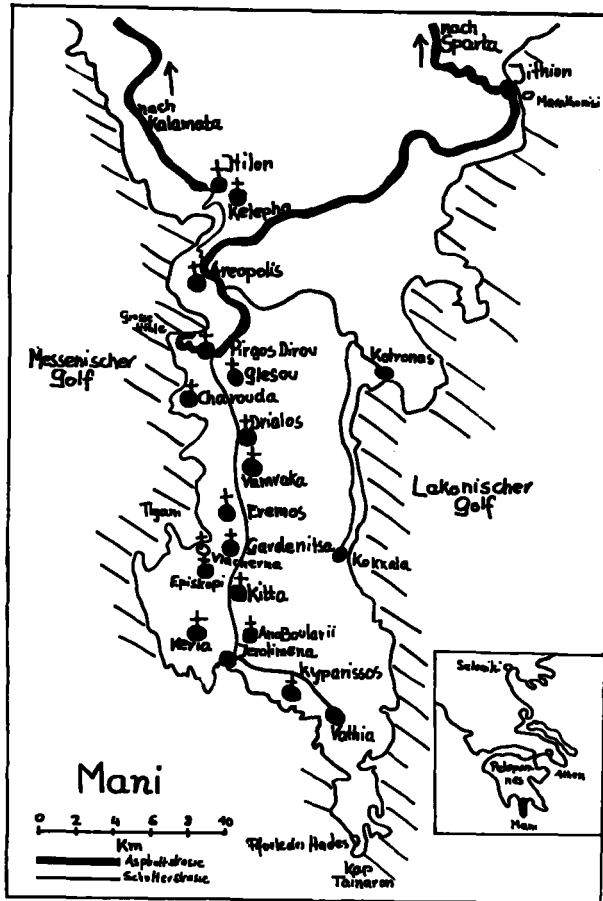 nach
Sparta
Jithion
Marathonisi
nach
Kalamata
Itilon
Kelepha
Areopolis
Grosse
Höhle
Messenischer
Golf
Pirgos Dirou
Glesou
Kotronas
Charouda
Drialos
Vamvaka
Lakonischer
Golf
Tigani
Eremos
Gardenitsa
Vlacherna
Episkopi
Kokkala
Kitta
Keria
Ano Boularii
Jerolimena
Kyparissos
Vathia
Saloniki
Pelopon
nes
Athen
Mani
Mani
0 2 4 6 8 10
Km
Asphaltstrasse
Schotterstrasse
Pforte des Hades
Kap
Tainaron